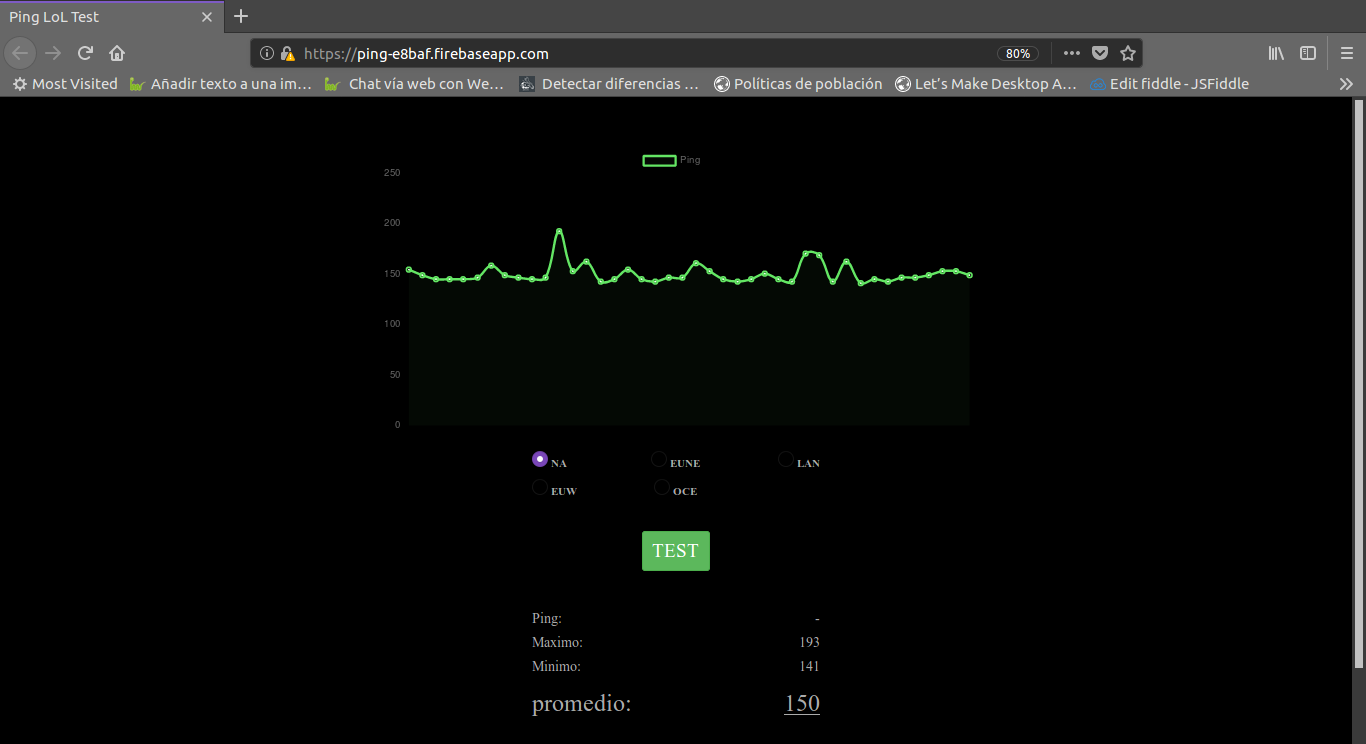 Ping LoL Test
https://ping-e8baf.firebaseapp.com
80%
Most Visited
Añadir texto a una im…
Chat vía web con We…
Detectar diferencias …
Políticas de población
Let's Make Desktop A…
Edit fiddle - JSFiddle
Ping
250
200
150
100
50
0
NA
EUNE
LAN
EUW
OCE
TEST
Ping: -
Maximo: 193
Minimo: 141
promedio: 150